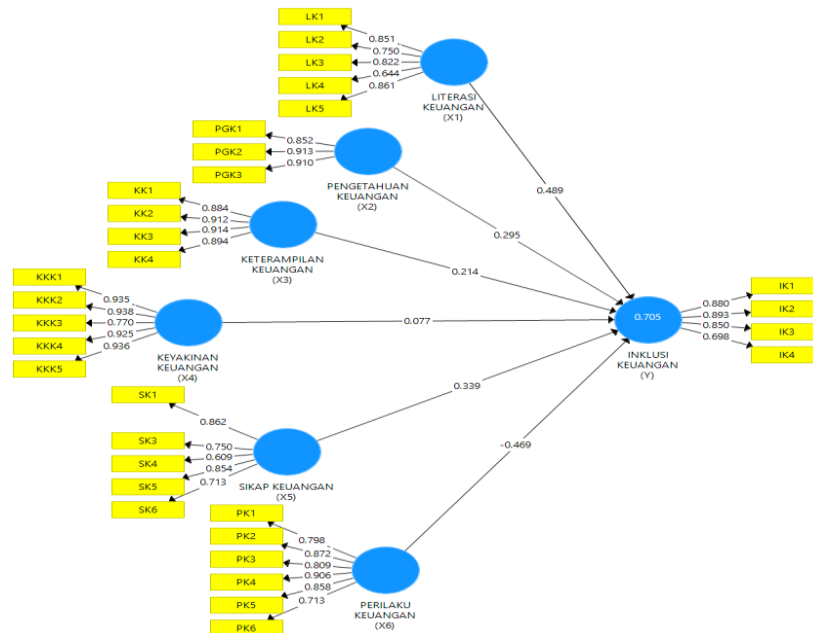 LK1
LK2
LK3
LK4
LK5
0.851
0.750
0.822
0.644
0.861
LITERASI
KEUANGAN
(X1)
PGK1
PGK2
PGK3
0.852
0.913
0.910
PENGETAHUAN
KEUANGAN
(X2)
KK1
KK2
KK3
KK4
0.884
0.912
0.914
0.894
KETERAMPILAN
KEUANGAN
(X3)
KKK1
KKK2
KKK3
KKK4
KKK5
0.935
0.938
0.770
0.925
0.936
KEYAKINAN
KEUANGAN
(X4)
SK1
SK3
SK4
SK5
SK6
0.862
0.750
0.609
0.854
0.713
SIKAP KEUANGAN
(X5)
PK1
PK2
PK3
PK4
PK5
PK6
0.798
0.872
0.809
0.906
0.858
0.713
PERILAKU
KEUANGAN
(X6)
0.489
0.295
0.214
0.077
0.339
-0.469
0.705
INKLUSI
KEUANGAN
(Y)
0.880
0.893
0.850
0.698
IK1
IK2
IK3
IK4